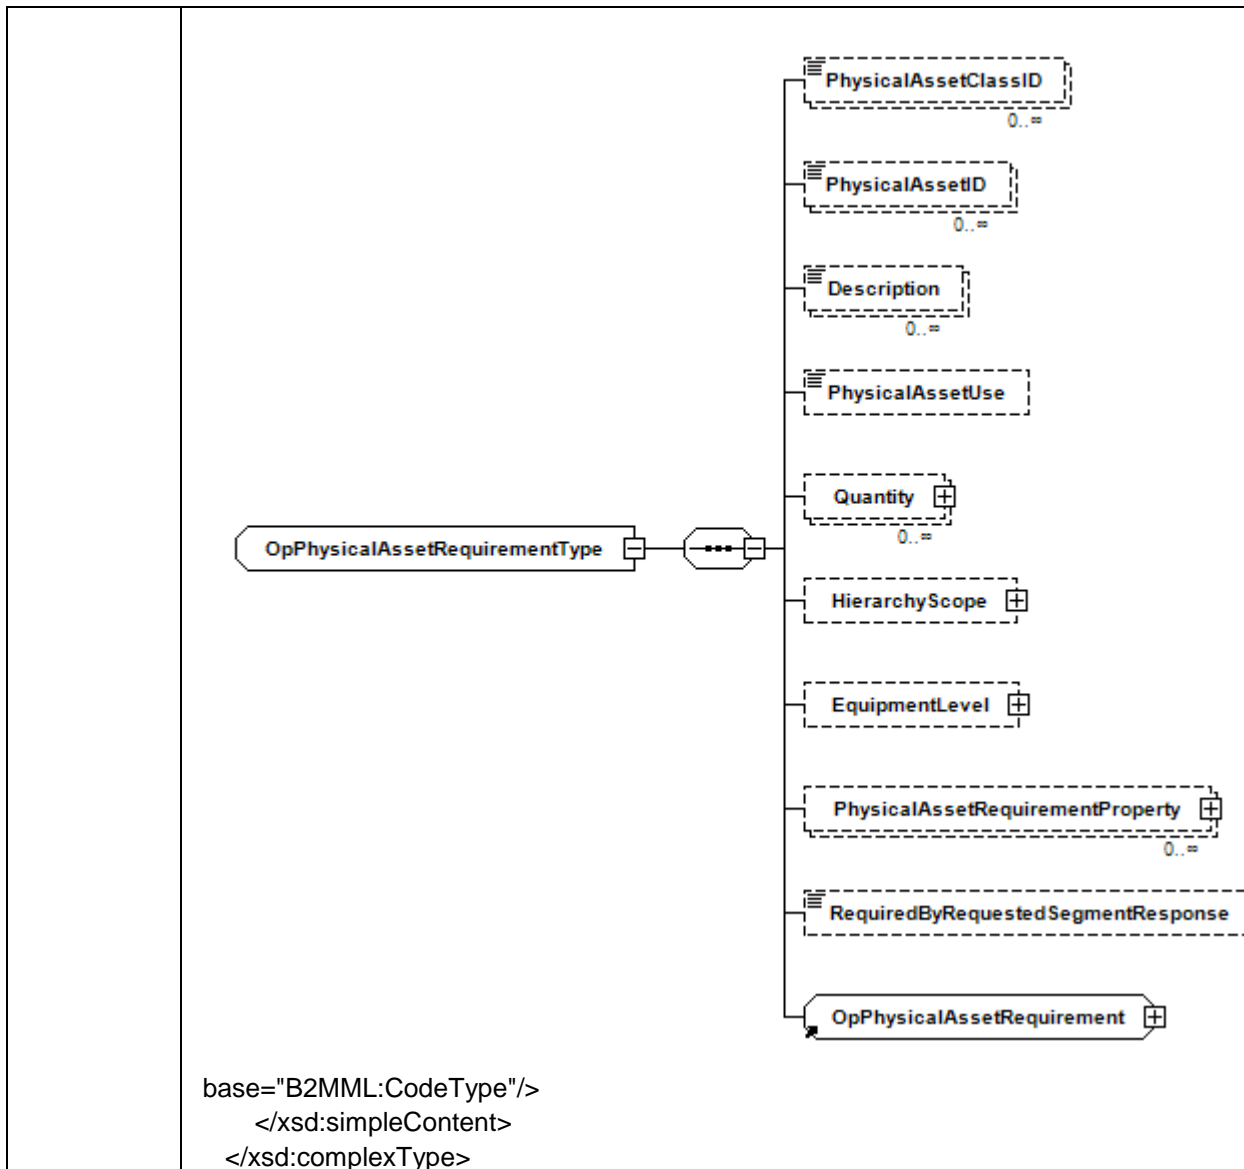 PhysicalAssetClassID
0..∞
PhysicalAssetID
0..∞
Description
0..∞
PhysicalAssetUse
Quantity
0..∞
OpPhysicalAssetRequirementType
HierarchyScope
EquipmentLevel
PhysicalAssetRequirementProperty
0..∞
RequiredByRequestedSegmentResponse
OpPhysicalAssetRequirement
base="B2MML:CodeType"/>
</xsd:simpleContent>
</xsd:complexType>